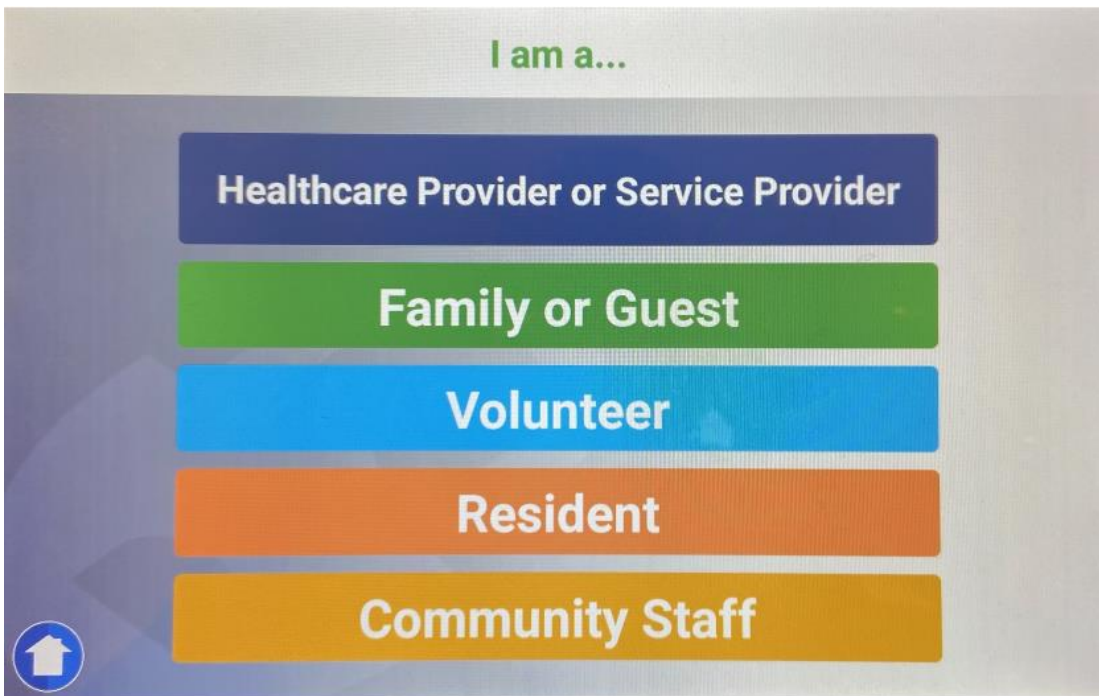 I am a...
Healthcare Provider or Service Provider
Family or Guest
Volunteer
Resident
Community Staff